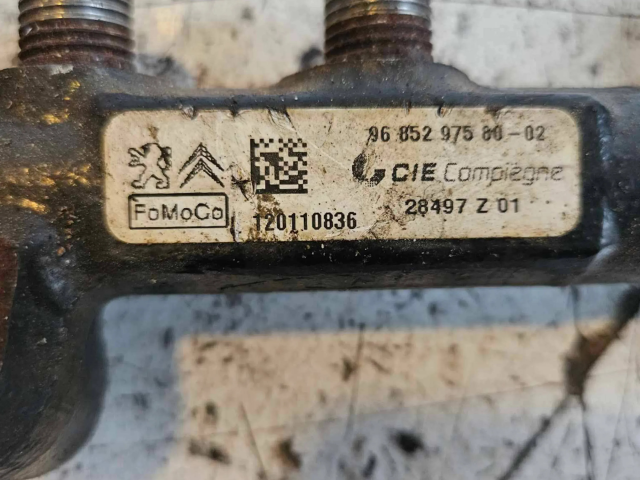 96 852 975 80-02
CIE Compiègne
FoMoCo
120110836
28497 Z 01